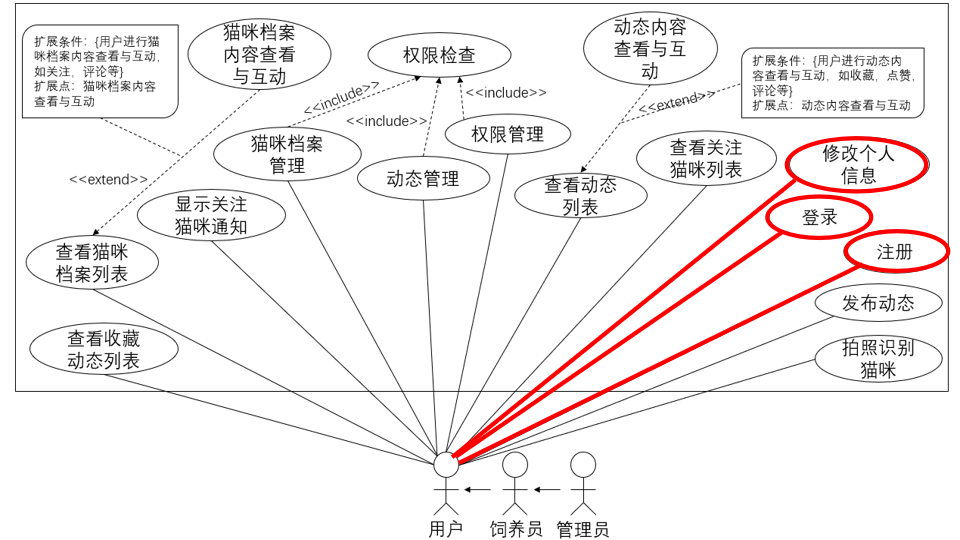 扩展条件：{用户进行猫
咪档案内容查看与互动，
如关注，评论等}
扩展点：猫咪档案内容
查看与互动
猫咪档案
内容查看
与互动
权限检查
动态内容
查看与互
动
扩展条件：{用户进行动态内
容查看与互动，如收藏，点赞，
评论等}
扩展点：动态内容查看与互动
<<include>>
<<include>>
<<include>>
<<extend>>
猫咪档案
管理
动态管理
权限管理
查看关注
猫咪列表
修改个人
信息
<<extend>>
显示关注
猫咪通知
查看动态
列表
登录
查看猫咪
档案列表
注册
发布动态
查看收藏
动态列表
拍照识别
猫咪
用户
饲养员
管理员